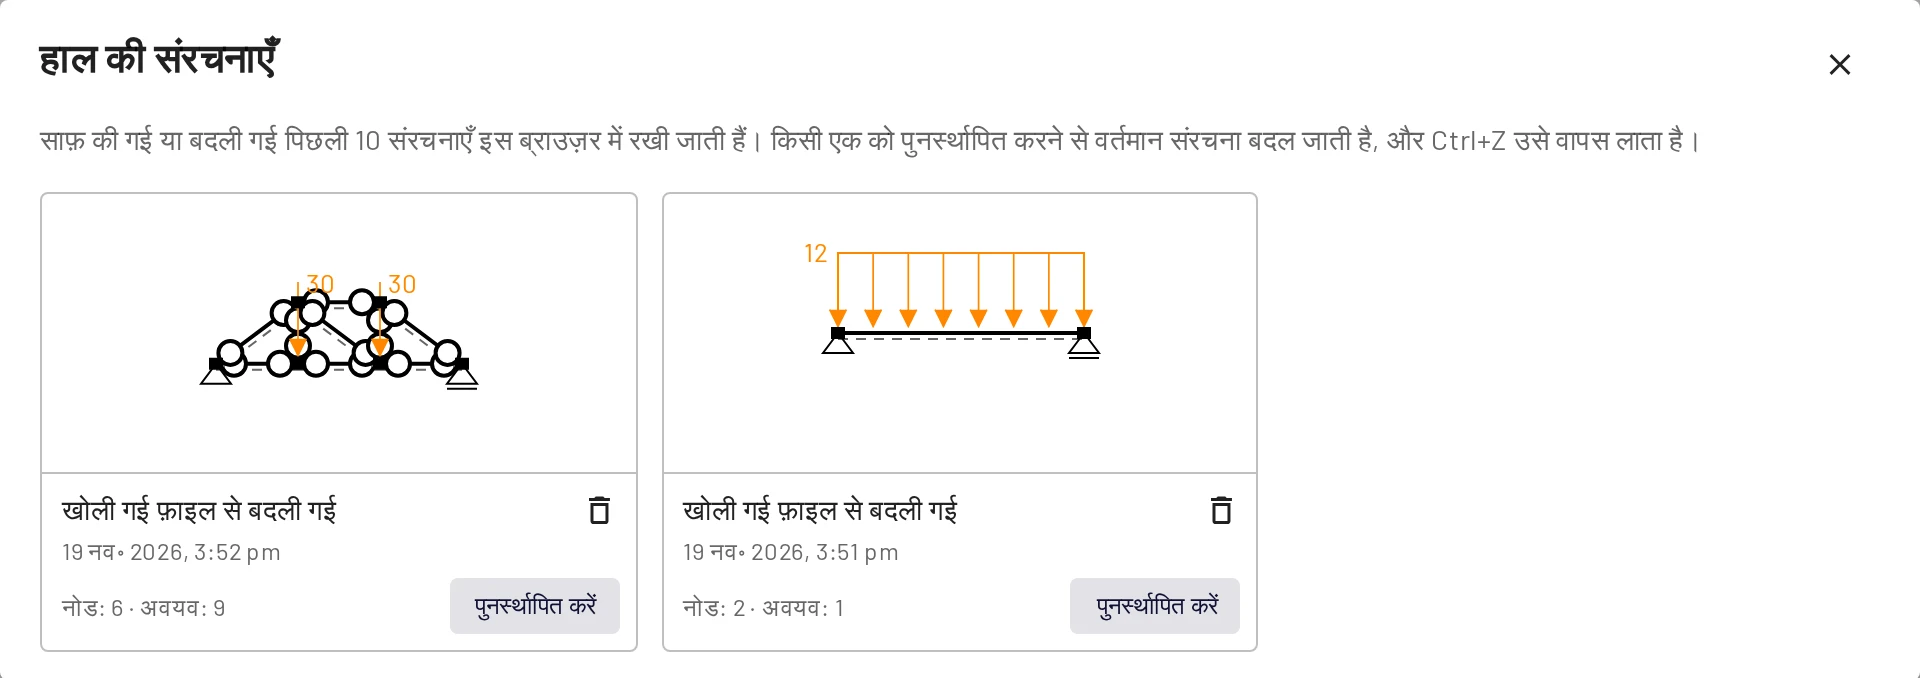 हाल की संरचनाएँ
साफ़ की गई या बदली गई पिछली 10 संरचनाएँ इस ब्राउज़र में रखी जाती हैं। किसी एक को पुनर्स्थापित करने से वर्तमान संरचना बदल जाती है, और Ctrl+Z उसे वापस लाता है।
30 30
खोली गई फ़ाइल से बदली गई
19 नव॰ 2026, 3:52 pm
नोड: 6 · अवयव: 9
पुनर्स्थापित करें
12
खोली गई फ़ाइल से बदली गई
19 नव॰ 2026, 3:51 pm
नोड: 2 · अवयव: 1
पुनर्स्थापित करें